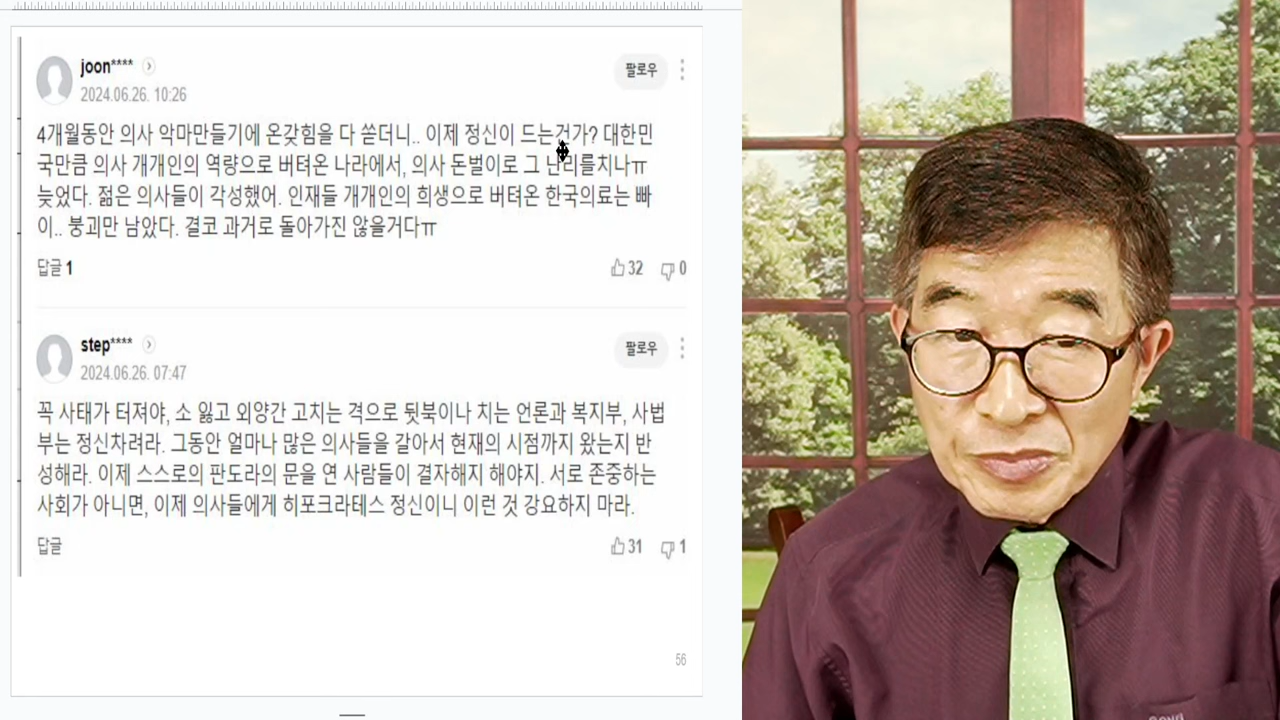 joon****
팔로우
2024.06.26. 10:26
4개월동안 의사 악마만들기에 온갖힘을 다 쏟더니.. 이제 정신이 드는건가? 대한민
국만큼 의사 개개인의 역량으로 버텨온 나라에서, 의사 돈벌이로 그 난리를치나ㅠ
늦었다. 젊은 의사들이 각성했어. 인재들 개개인의 희생으로 버텨온 한국의료는 빠
이.. 붕괴만 남았다. 결코 과거로 돌아가진 않을거다ㅠ
답글 1
32 0
step****
팔로우
2024.06.26. 07:47
꼭 사태가 터져야, 소 잃고 외양간 고치는 격으로 뒷북이나 치는 언론과 복지부, 사법
부는 정신차려라. 그동안 얼마나 많은 의사들을 갈아서 현재의 시점까지 왔는지 반
성해라. 이제 스스로의 판도라의 문을 연 사람들이 결자해지 해야지. 서로 존중하는
사회가 아니면, 이제 의사들에게 히포크라테스 정신이니 이런 것 강요하지 마라.
답글
31 1
56